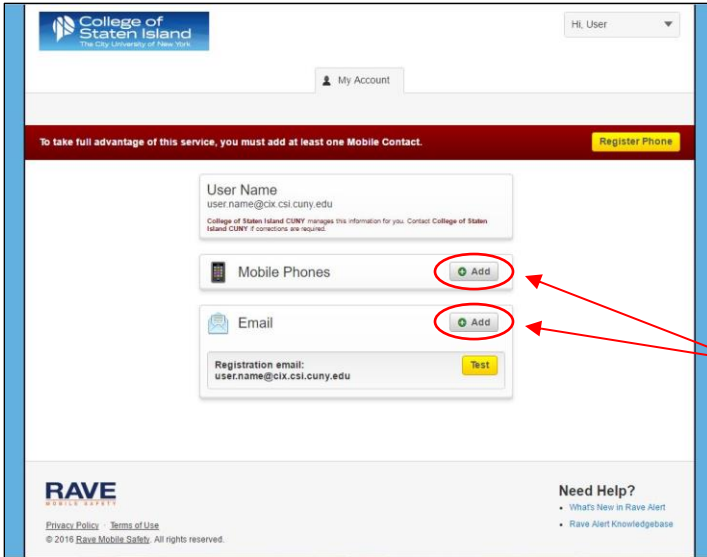 College of
Staten Island
The City University of New York
Hi, User
My Account
To take full advantage of this service, you must add at least one Mobile Contact.
Register Phone
User Name
user.name@cix.csi.cuny.edu
College of Staten Island CUNY manages this information for you. Contact College of Staten
Island CUNY if corrections are required.
Mobile Phones
Add
Email
Add
Registration email:
user.name@cix.csi.cuny.edu
Test
RAVE
MOBILE SAFETY
Privacy Policy · Terms of Use
© 2016 Rave Mobile Safety. All rights reserved.
Need Help?
What's New in Rave Alert
Rave Alert Knowledgebase